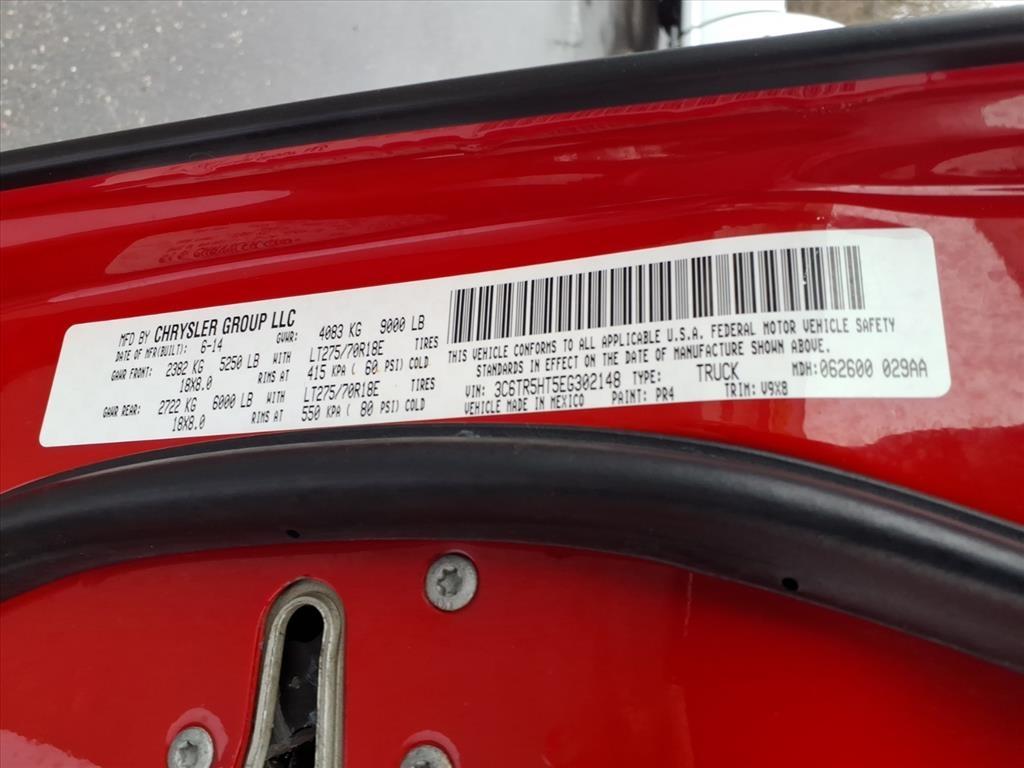 MFD BY CHRYSLER GROUP LLC
DATE OF MFR(BUILT): 6-14 GVWR: 4083 KG 9000 LB
GAWR FRONT: 2382 KG 5250 LB WITH LT275/70R18E TIRES
18X8.0 RIMS AT 415 KPA ( 60 PSI) COLD
GAWR REAR: 2722 KG 6000 LB WITH LT275/70R18E TIRES
18X8.0 RIMS AT 550 KPA ( 80 PSI) COLD
THIS VEHICLE CONFORMS TO ALL APPLICABLE U.S.A. FEDERAL MOTOR VEHICLE SAFETY
STANDARDS IN EFFECT ON THE DATE OF MANUFACTURE SHOWN ABOVE.
VIN: 3C6TR5HT5EG302148 TYPE: TRUCK MDH: 062600 029AA
VEHICLE MADE IN MEXICO PAINT: PR4 TRIM: V9X8